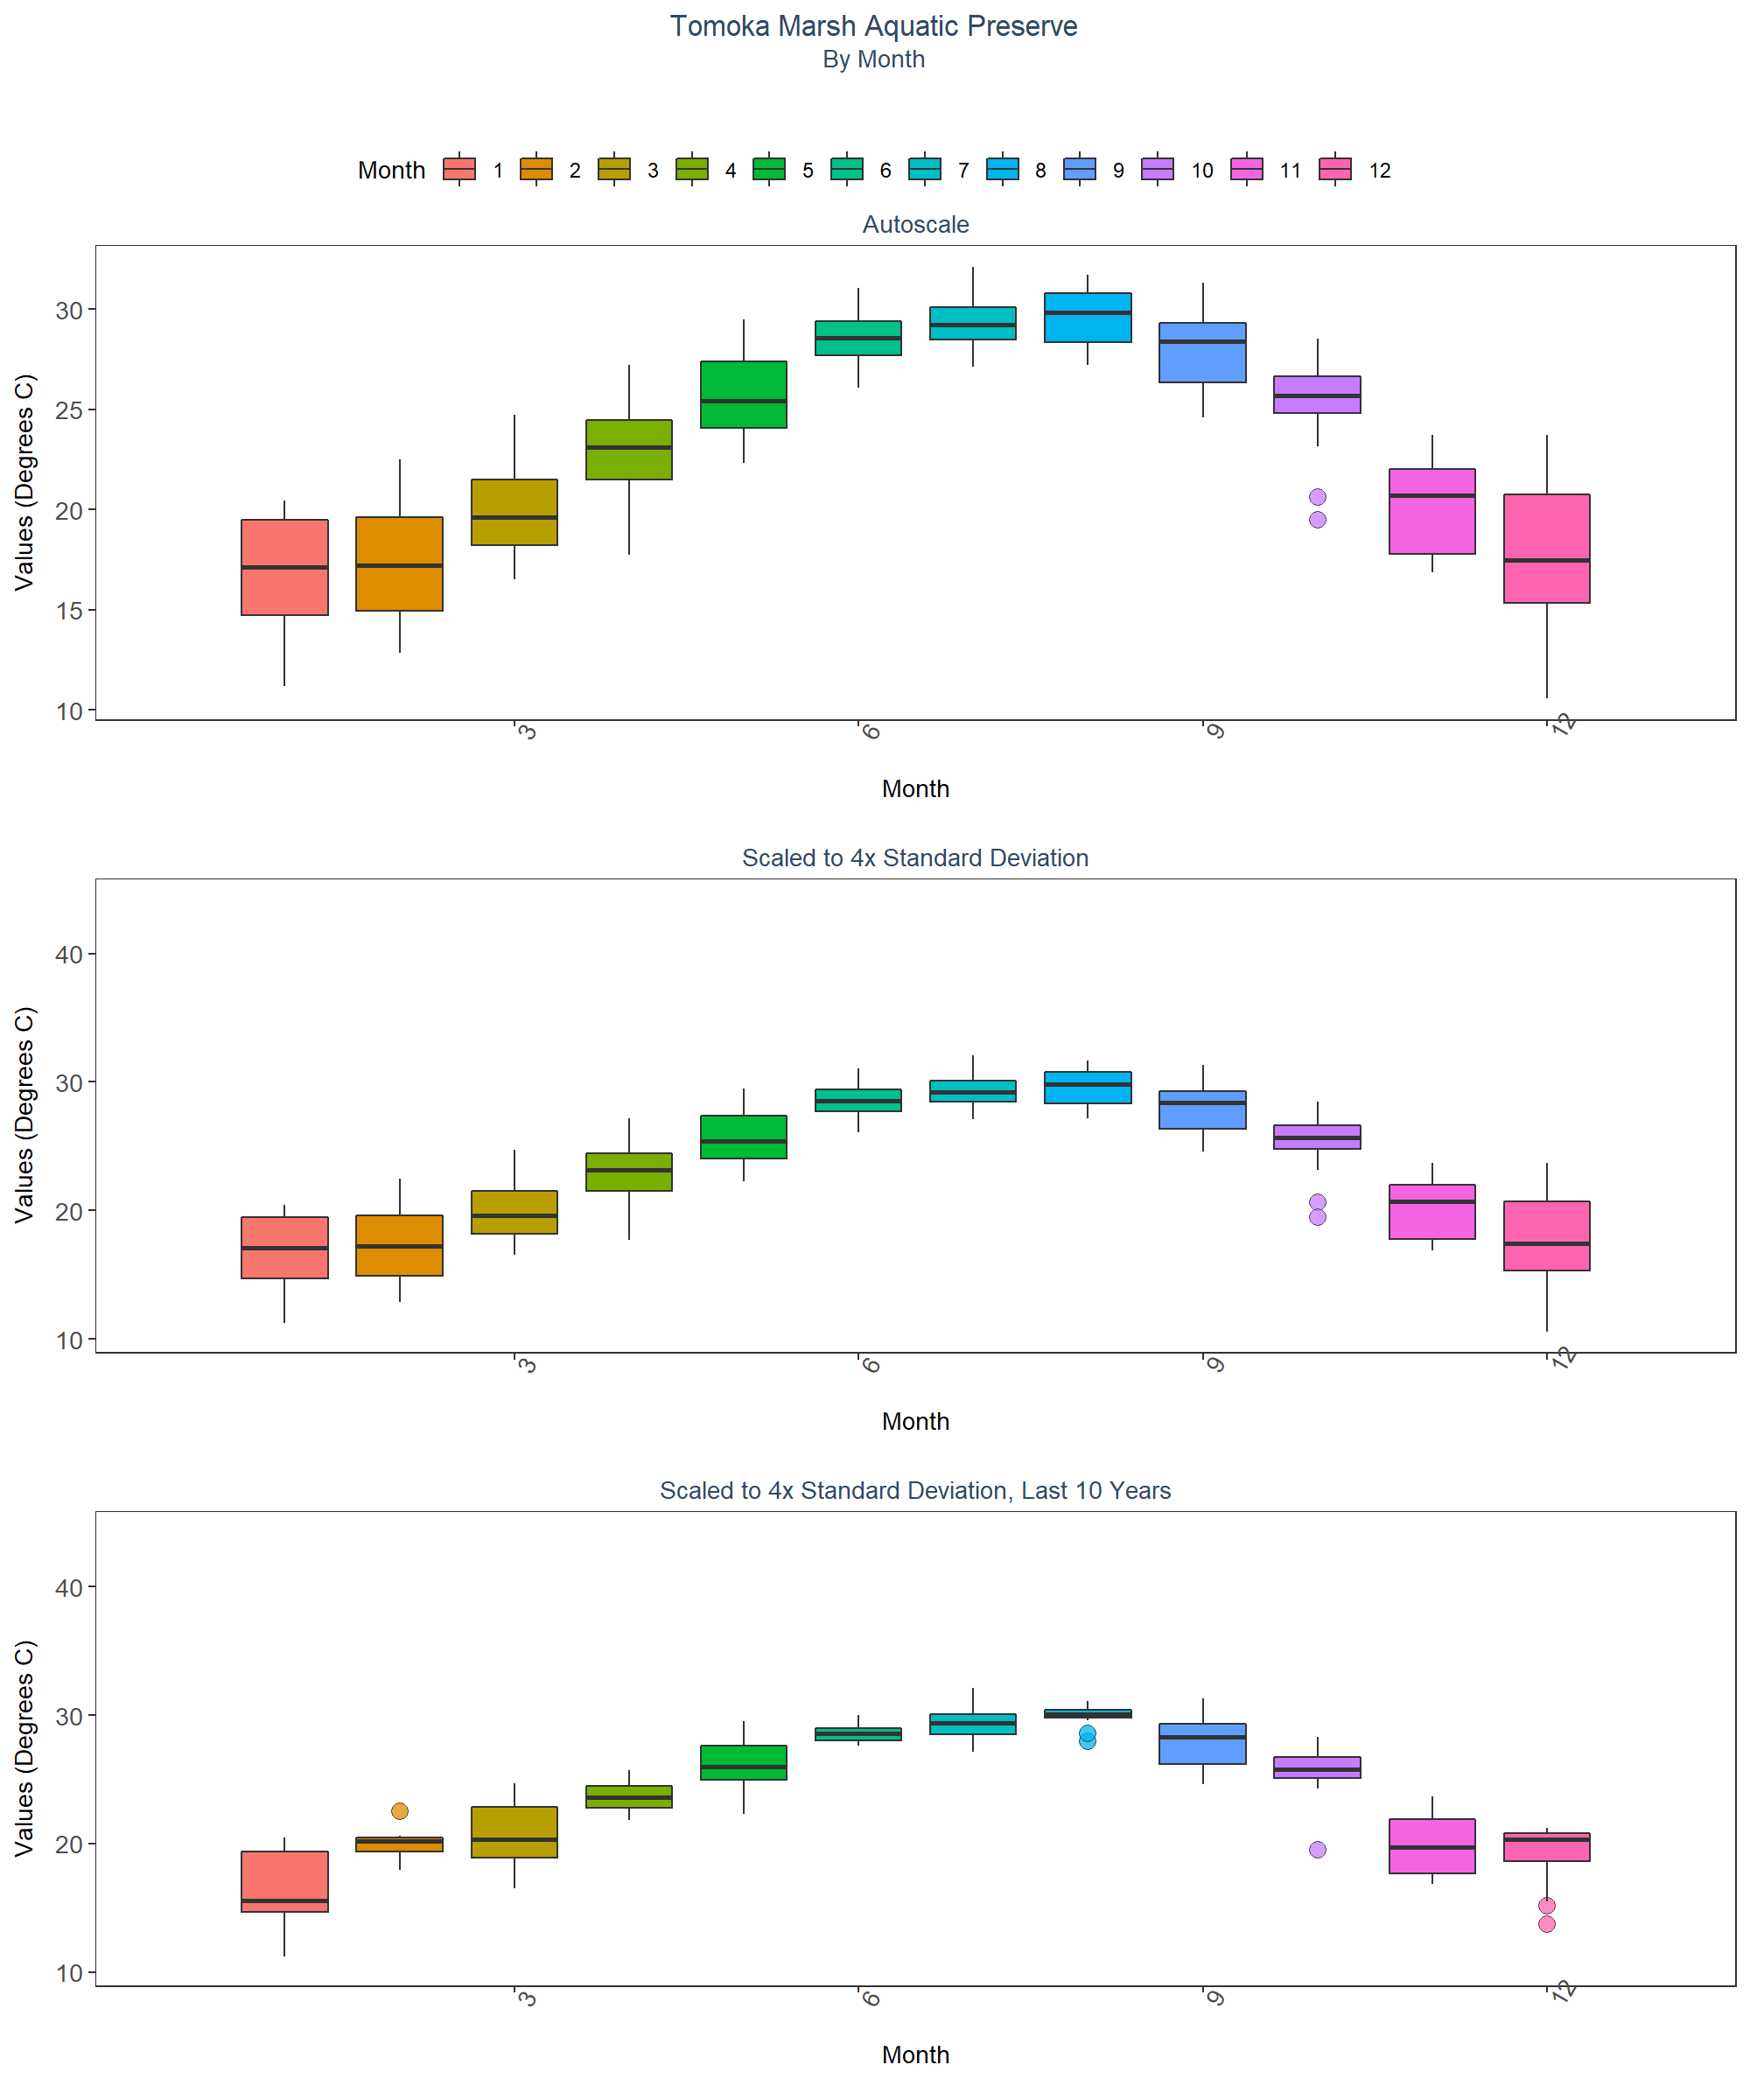 Tomoka Marsh Aquatic Preserve
By Month
Month 1 2 3 4 5 6 7 8 9 10 11 12
Autoscale
Values (Degrees C)
30
25
20
15
10
3 6 9 12
Month
Scaled to 4x Standard Deviation
Values (Degrees C)
40
30
20
10
3 6 9 12
Month
Scaled to 4x Standard Deviation, Last 10 Years
Values (Degrees C)
40
30
20
10
3 6 9 12
Month